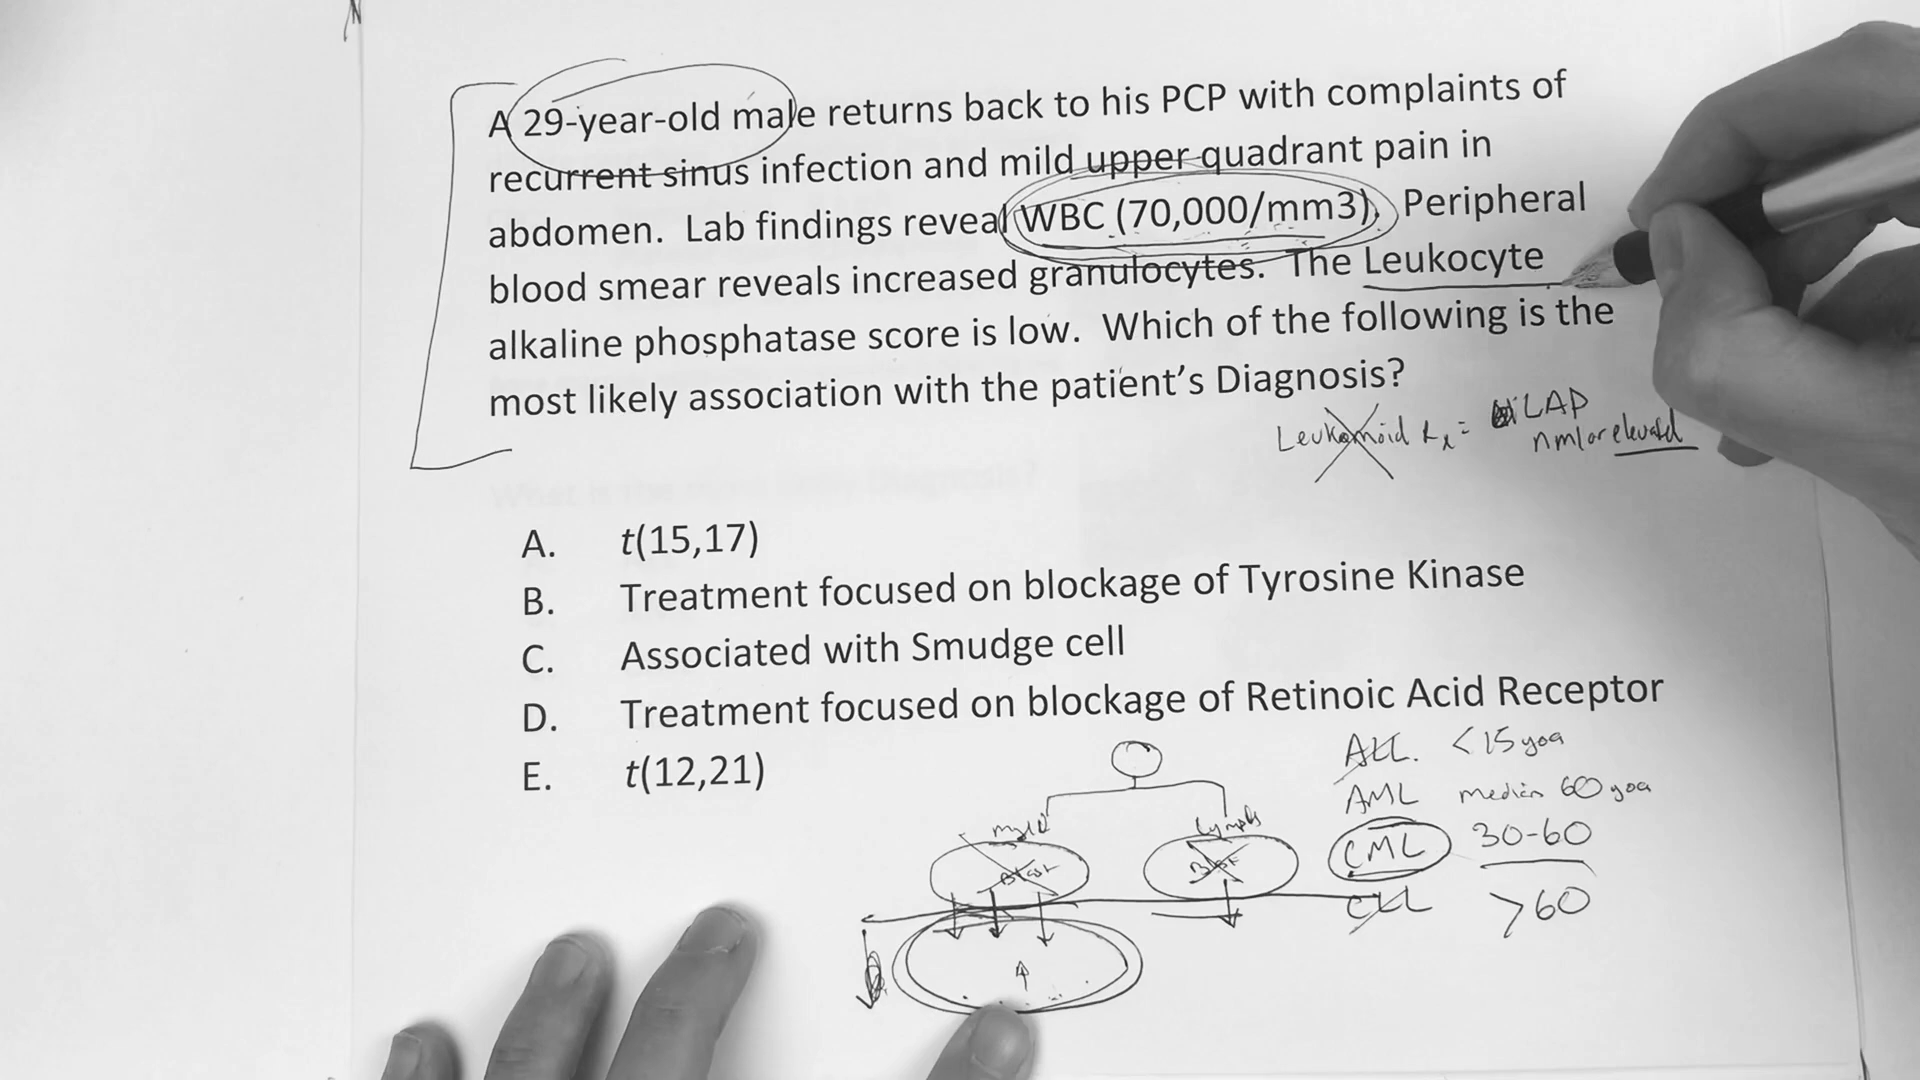 A 29-year-old male returns back to his PCP with complaints of
recurrent sinus infection and mild upper quadrant pain in
abdomen. Lab findings reveal WBC (70,000/mm3). Peripheral
blood smear reveals increased granulocytes. The Leukocyte
alkaline phosphatase score is low. Which of the following is the
most likely association with the patient's Diagnosis?
Leukemoid Rx = LAP
nml or elevated
A. t(15,17)
B. Treatment focused on blockage of Tyrosine Kinase
C. Associated with Smudge cell
D. Treatment focused on blockage of Retinoic Acid Receptor
E. t(12,21)
ALL. <15 yoa
AML median 60 yoa
CML 30-60
CLL >60
Lymph
Blast